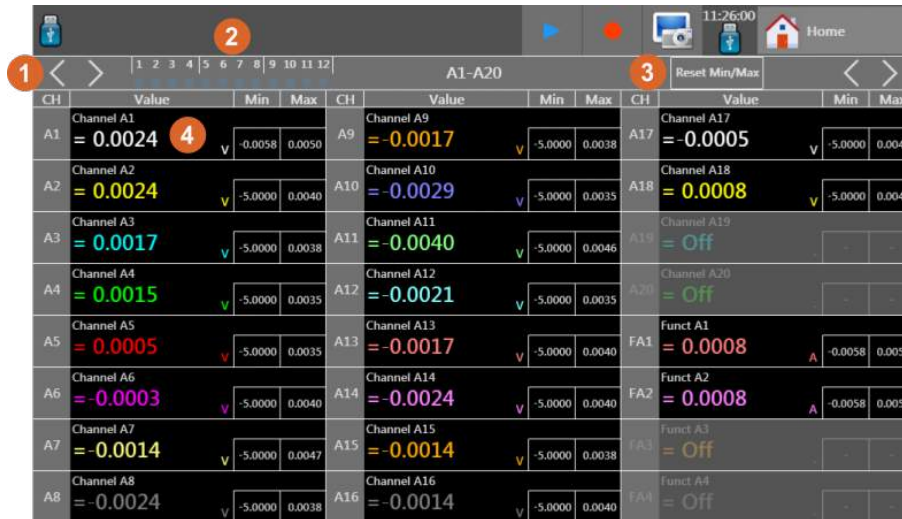 11:26:00
Home
2
1
1 2 3 4 5 6 7 8 9 10 11 12
A1-A20
3
Reset Min/Max
CH Value Min Max CH Value Min Max CH Value Min Max
Channel A1 Channel A9 Channel A17
A1 = 0.0024 4 V -0.0058 0.0050 A9 =-0.0017 V -5.0000 0.0038 A17 =-0.0005 V -5.0000 0.004
Channel A2 Channel A10 Channel A18
A2 = 0.0024 V -5.0000 0.0040 A10 =-0.0029 V -5.0000 0.0035 A18 = 0.0008 V -5.0000 0.004
Channel A3 Channel A11 Channel A19
A3 = 0.0017 V -5.0000 0.0038 A11 =-0.0040 V -5.0000 0.0046 A19 = Off - -
Channel A4 Channel A12 Channel A20
A4 = 0.0015 V -5.0000 0.0035 A12 =-0.0021 V -5.0000 0.0035 A20 = Off - -
Channel A5 Channel A13 Funct A1
A5 = 0.0005 V -5.0000 0.0035 A13 =-0.0017 V -5.0000 0.0040 FA1 = 0.0008 A -0.0058 0.005
Channel A6 Channel A14 Funct A2
A6 =-0.0003 V -5.0000 0.0040 A14 =-0.0024 V -5.0000 0.0040 FA2 = 0.0008 A -0.0058 0.005
Channel A7 Channel A15 Funct A3
A7 =-0.0014 V -5.0000 0.0047 A15 =-0.0014 V -5.0000 0.0038 FA3 = Off - -
Channel A8 Channel A16 Funct A4
A8 =-0.0024 V -5.0000 0.0038 A16 =-0.0014 V -5.0000 0.0040 FA4 = Off - -